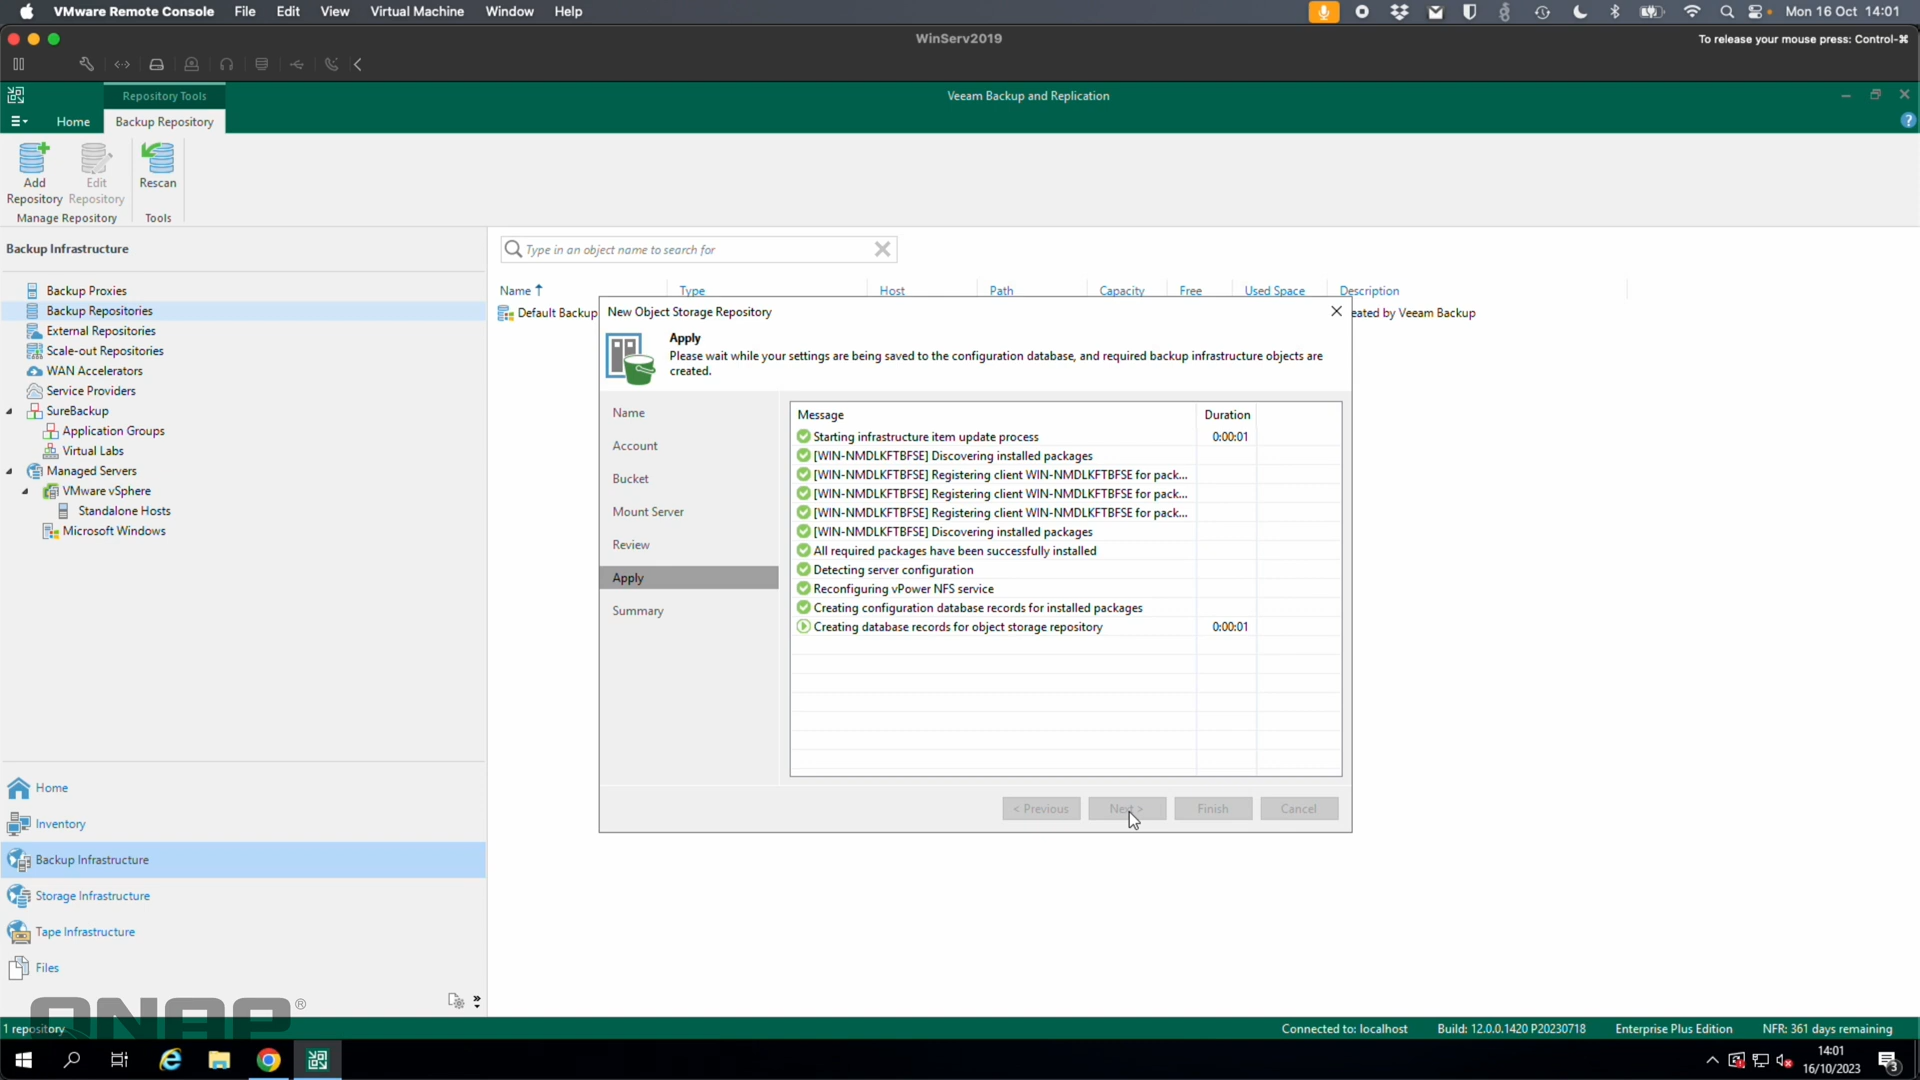 VMware Remote Console File Edit View Virtual Machine Window Help Mon 16 Oct 14:01
WinServ2019
To release your mouse press: Control-⌘
Repository Tools
Veeam Backup and Replication
Home
Backup Repository
Add Repository
Edit Repository
Rescan
Manage Repository
Tools
Backup Infrastructure
Backup Proxies
Backup Repositories
External Repositories
Scale-out Repositories
WAN Accelerators
Service Providers
SureBackup
Application Groups
Virtual Labs
Managed Servers
VMware vSphere
Standalone Hosts
Microsoft Windows
Home
Inventory
Backup Infrastructure
Storage Infrastructure
Tape Infrastructure
Files
Type in an object name to search for
Name Type Host Path Capacity Free Used Space Description
Default Backup
eated by Veeam Backup
New Object Storage Repository
Apply
Please wait while your settings are being saved to the configuration database, and required backup infrastructure objects are
created.
Name
Account
Bucket
Mount Server
Review
Apply
Summary
Message Duration
Starting infrastructure item update process 0:00:01
[WIN-NMDLKFTBFSE] Discovering installed packages
[WIN-NMDLKFTBFSE] Registering client WIN-NMDLKFTBFSE for pack...
[WIN-NMDLKFTBFSE] Registering client WIN-NMDLKFTBFSE for pack...
[WIN-NMDLKFTBFSE] Registering client WIN-NMDLKFTBFSE for pack...
[WIN-NMDLKFTBFSE] Discovering installed packages
All required packages have been successfully installed
Detecting server configuration
Reconfiguring vPower NFS service
Creating configuration database records for installed packages
Creating database records for object storage repository 0:00:01
< Previous Next > Finish Cancel
QNAP®
1 repository
Connected to: localhost Build: 12.0.0.1420 P20230718 Enterprise Plus Edition NFR: 361 days remaining
14:01
16/10/2023
3